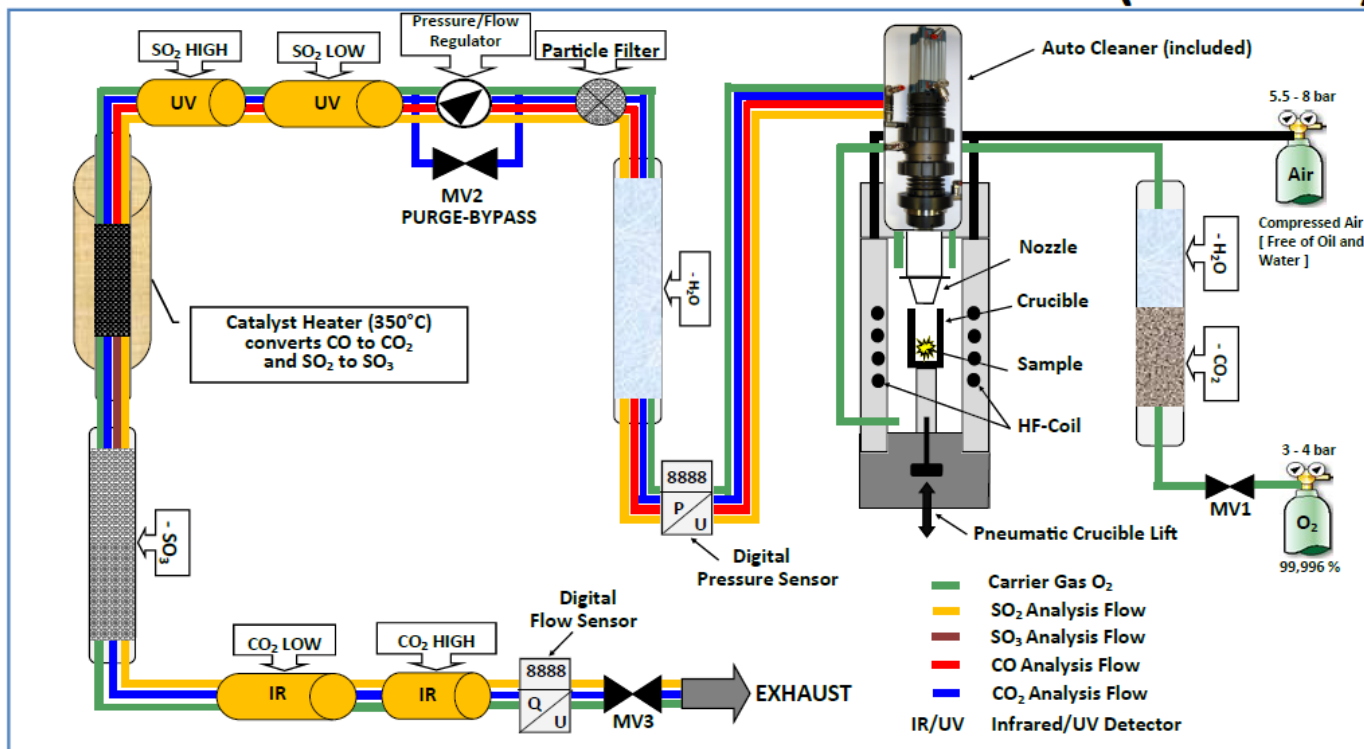 SO₂ HIGH
SO₂ LOW
Pressure/Flow
Regulator
Particle Filter
Auto Cleaner (included)
UV
UV
MV2
PURGE-BYPASS
5.5 - 8 bar
Air
Compressed Air
[ Free of Oil and
Water ]
- H₂O
- H₂O
- CO₂
Nozzle
Crucible
Sample
HF-Coil
Pneumatic Crucible Lift
Catalyst Heater (350°C)
converts CO to CO₂
and SO₂ to SO₃
- SO₃
8888
P
U
Digital
Pressure Sensor
MV1
3 - 4 bar
O₂
99,996 %
CO₂ LOW
CO₂ HIGH
Digital
Flow Sensor
IR
IR
8888
Q
U
MV3
EXHAUST
Carrier Gas O₂
SO₂ Analysis Flow
SO₃ Analysis Flow
CO Analysis Flow
CO₂ Analysis Flow
IR/UV Infrared/UV Detector